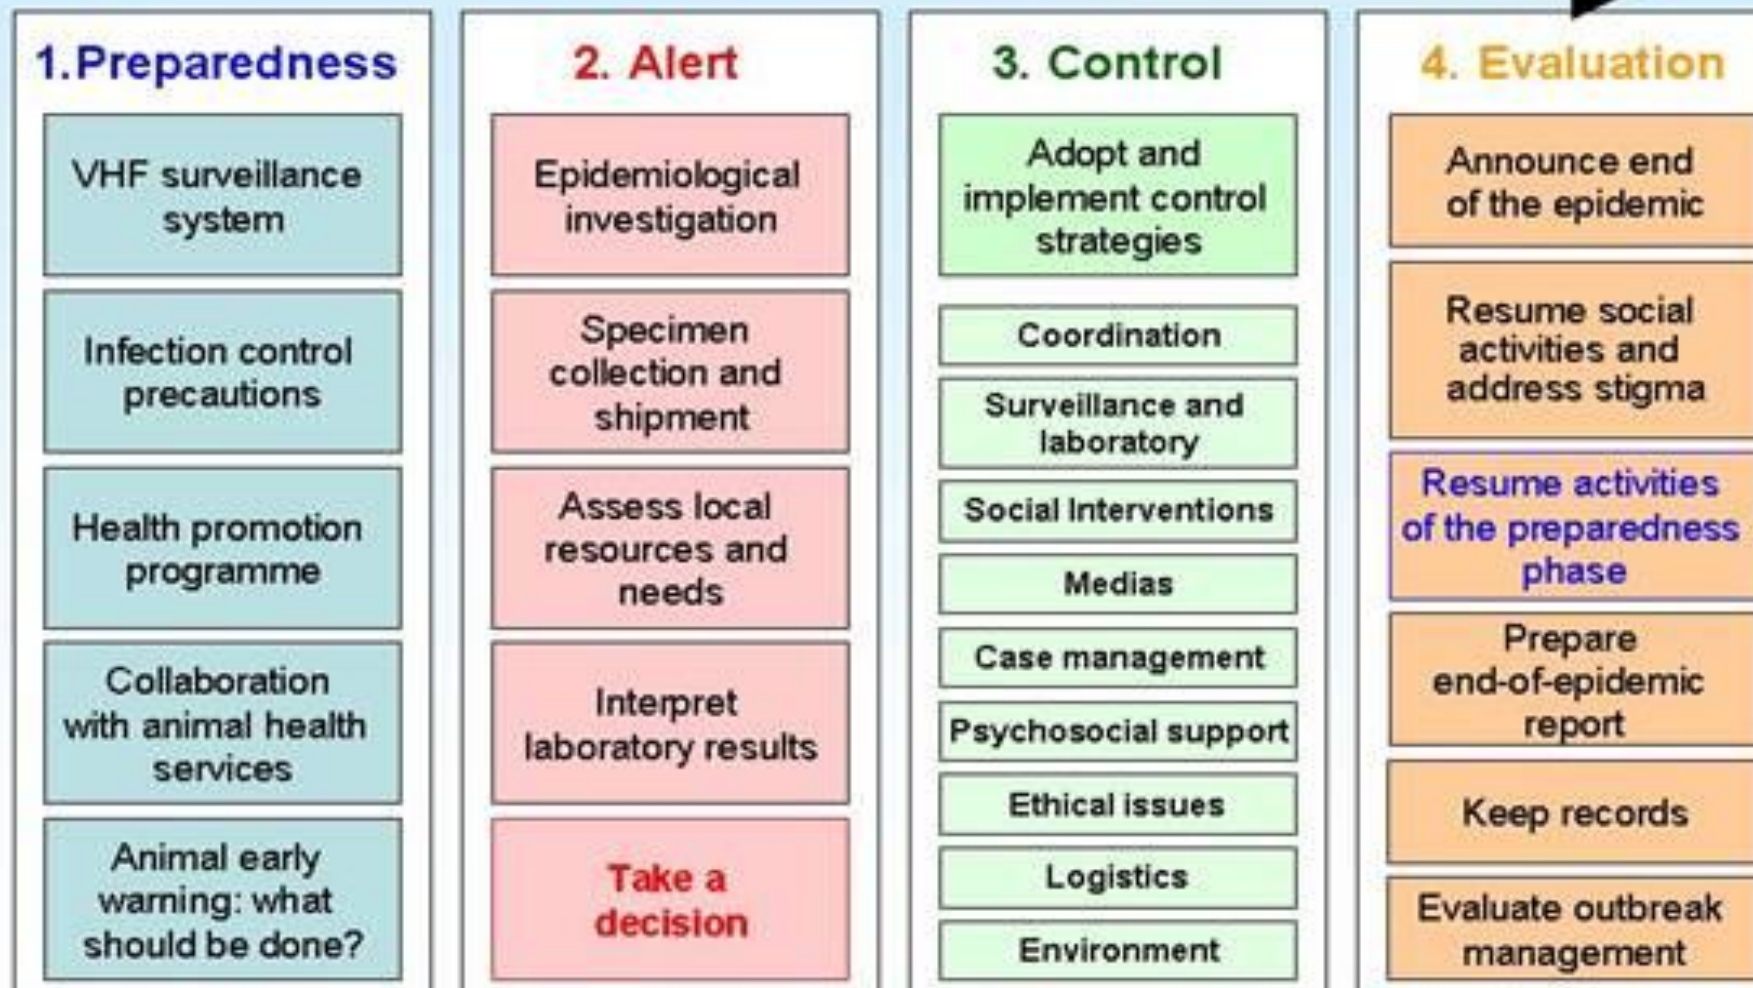 1.Preparedness
VHF surveillance
system
Infection control
precautions
Health promotion
programme
Collaboration
with animal health
services
Animal early
warning: what
should be done?
2. Alert
Epidemiological
investigation
Specimen
collection and
shipment
Assess local
resources and
needs
Interpret
laboratory results
Take a
decision
3. Control
Adopt and
implement control
strategies
Coordination
Surveillance and
laboratory
Social Interventions
Medias
Case management
Psychosocial support
Ethical issues
Logistics
Environment
4. Evaluation
Announce end
of the epidemic
Resume social
activities and
address stigma
Resume activities
of the preparedness
phase
Prepare
end-of-epidemic
report
Keep records
Evaluate outbreak
management